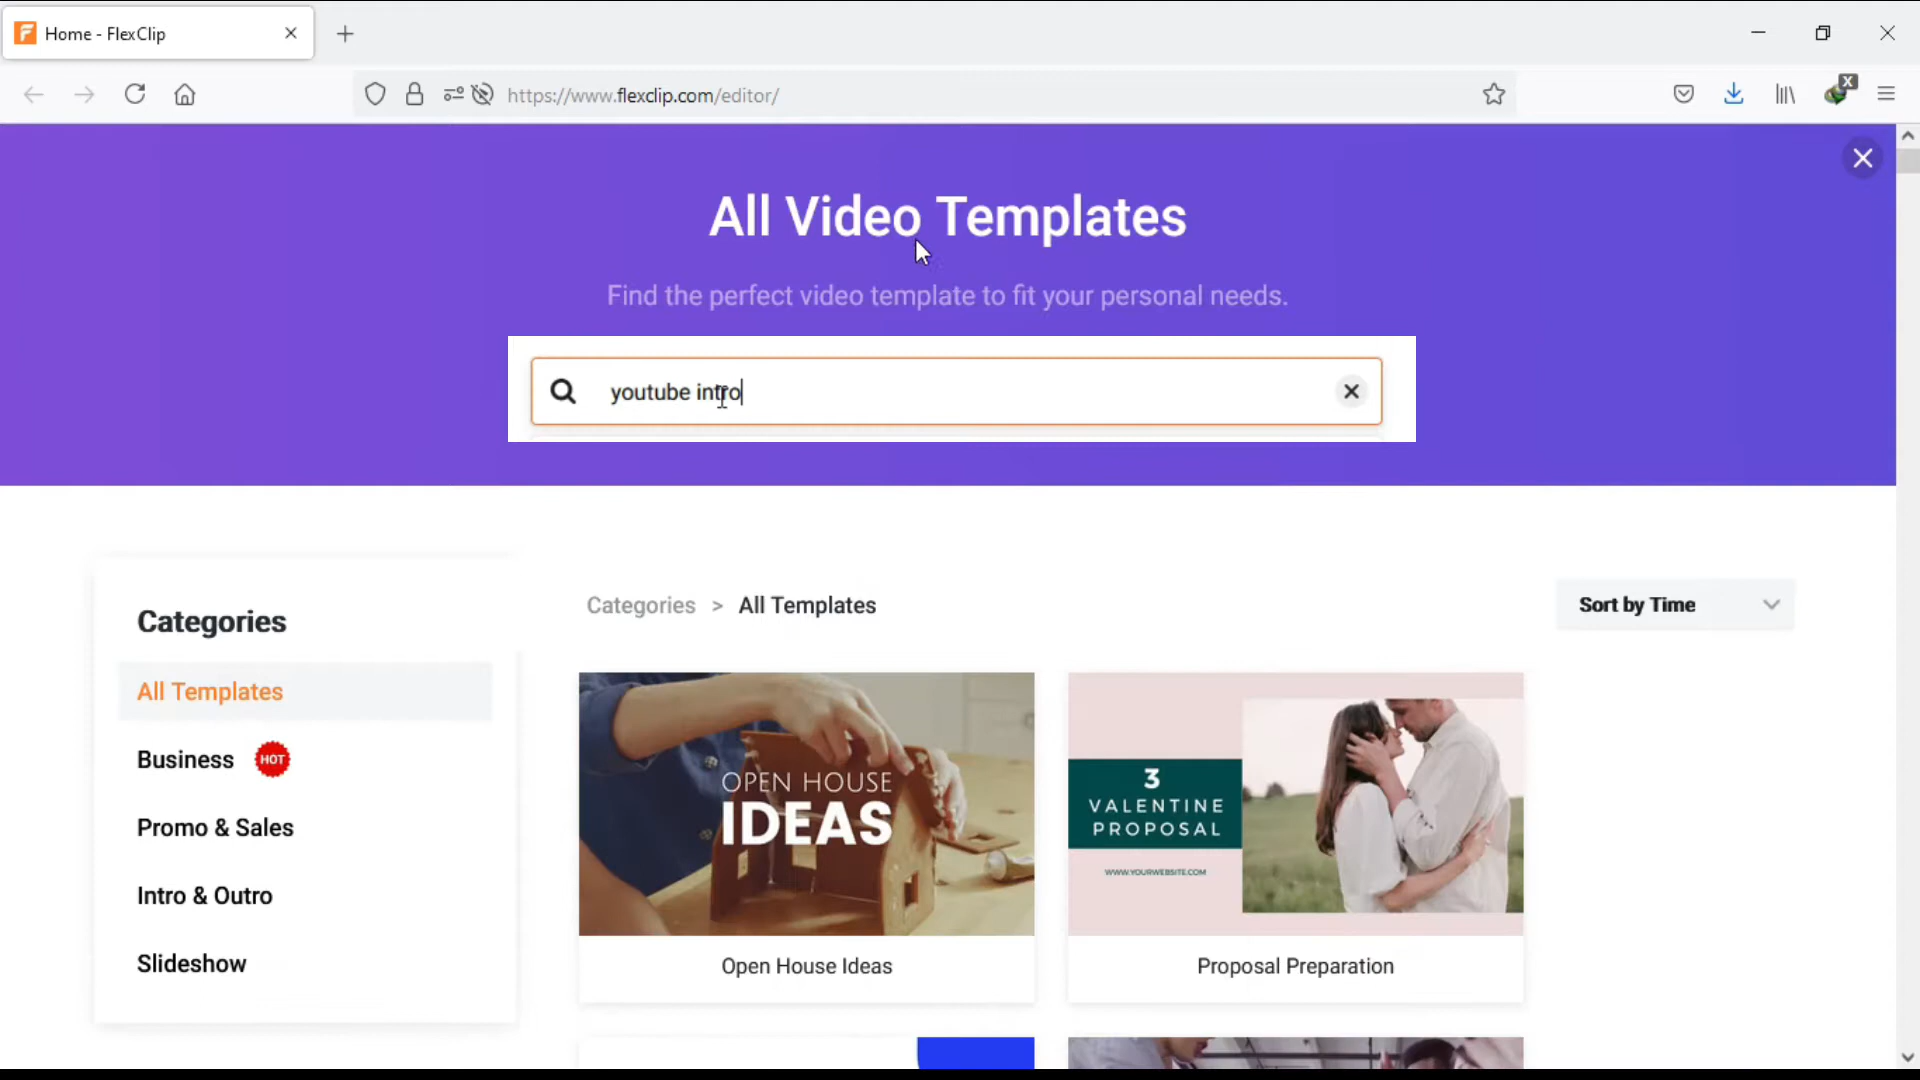 Home - FlexClip
X
https://www.flexclip.com/editor/
All Video Templates
Find the perfect video template to fit your personal needs.
youtube intro
Categories
All Templates
Business HOT
Promo & Sales
Intro & Outro
Slideshow
Categories > All Templates
Sort by Time
OPEN HOUSE
IDEAS
Open House Ideas
3
VALENTINE
PROPOSAL
WWW.YOURWEBSITE.COM
Proposal Preparation